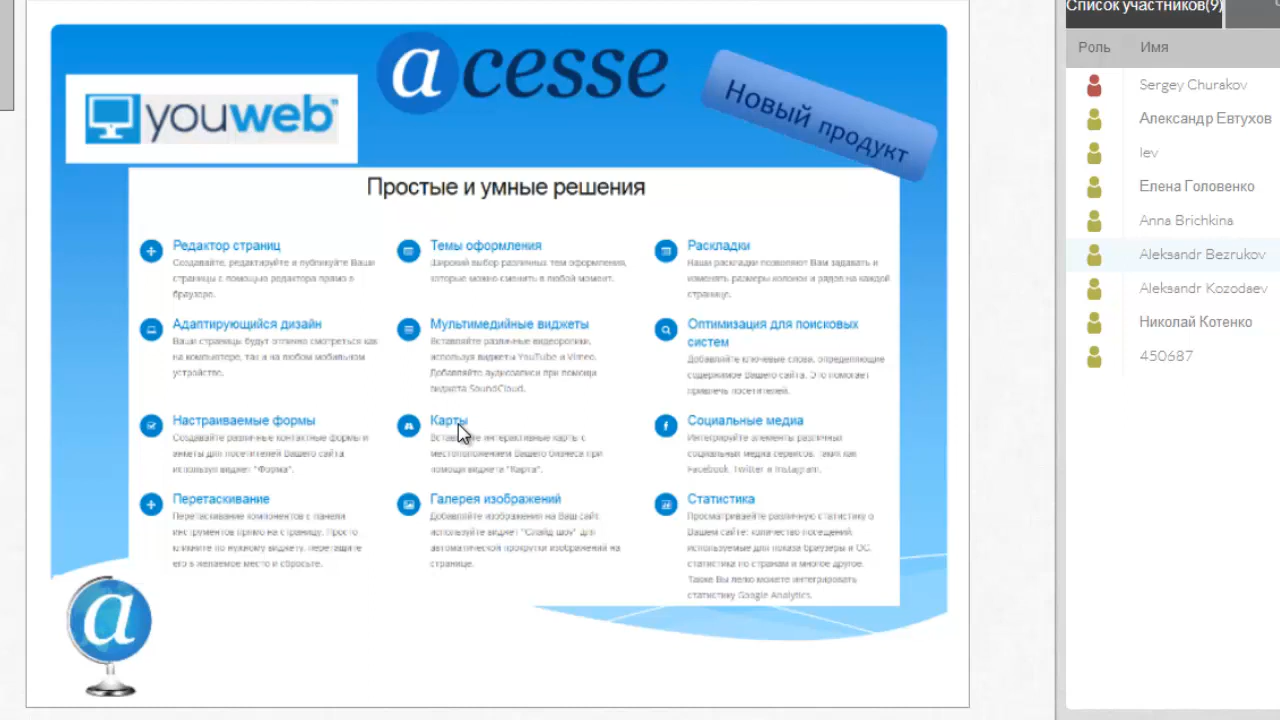 acesse
youweb
Новый продукт
Простые и умные решения
Редактор страниц
Создавайте, редактируйте и публикуйте Ваши
страницы с помощью редактора прямо в
браузере.
Темы оформления
Широкий выбор различных тем оформления,
которые можно сменить в любой момент.
Раскладки
Наши раскладки позволяют Вам задавать и
изменять размеры колонок и рядов на каждой
странице.
Адаптирующийся дизайн
Ваши страницы будут отлично смотреться как
на компьютере, так и на любом мобильном
устройстве.
Мультимедийные виджеты
Вставляйте различные видеоролики,
используя виджеты YouTube и Vimeo.
Добавляйте аудиозаписи при помощи
виджета SoundCloud.
Оптимизация для поисковых
систем
Добавляйте ключевые слова, определяющие
содержимое Вашего сайта. Это помогает
привлечь посетителей.
Настраиваемые формы
Создавайте различные контактные формы и
анкеты для посетителей Вашего сайта
используя виджет "Форма".
Карты
Вставляйте интерактивные карты с
местоположением Вашего бизнеса при
помощи виджета "Карта".
Социальные медиа
Интегрируйте элементы различных
социальных медиа сервисов, таких как
Facebook, Twitter и Instagram.
Перетаскивание
Перетаскивание компонентов с панели
инструментов прямо на страницу. Просто
кликните по нужному виджету, перетащите
его в желаемое место и сбросьте.
Галерея изображений
Добавляйте изображения на Ваш сайт
используйте виджет "Слайд шоу" для
автоматической прокрутки изображений на
странице.
Статистика
Просматривайте различную статистику о
Вашем сайте: количество посещений,
используемые для показа браузеры и ОС,
статистика по странам и многое другое.
Также Вы легко можете интегрировать
статистику Google Analytics.
a
Список участников(9)
Роль Имя
Sergey Churakov
Александр Евтухов
lev
Елена Головенко
Anna Brichkina
Aleksandr Bezrukov
Aleksandr Kozodaev
Николай Котенко
450687